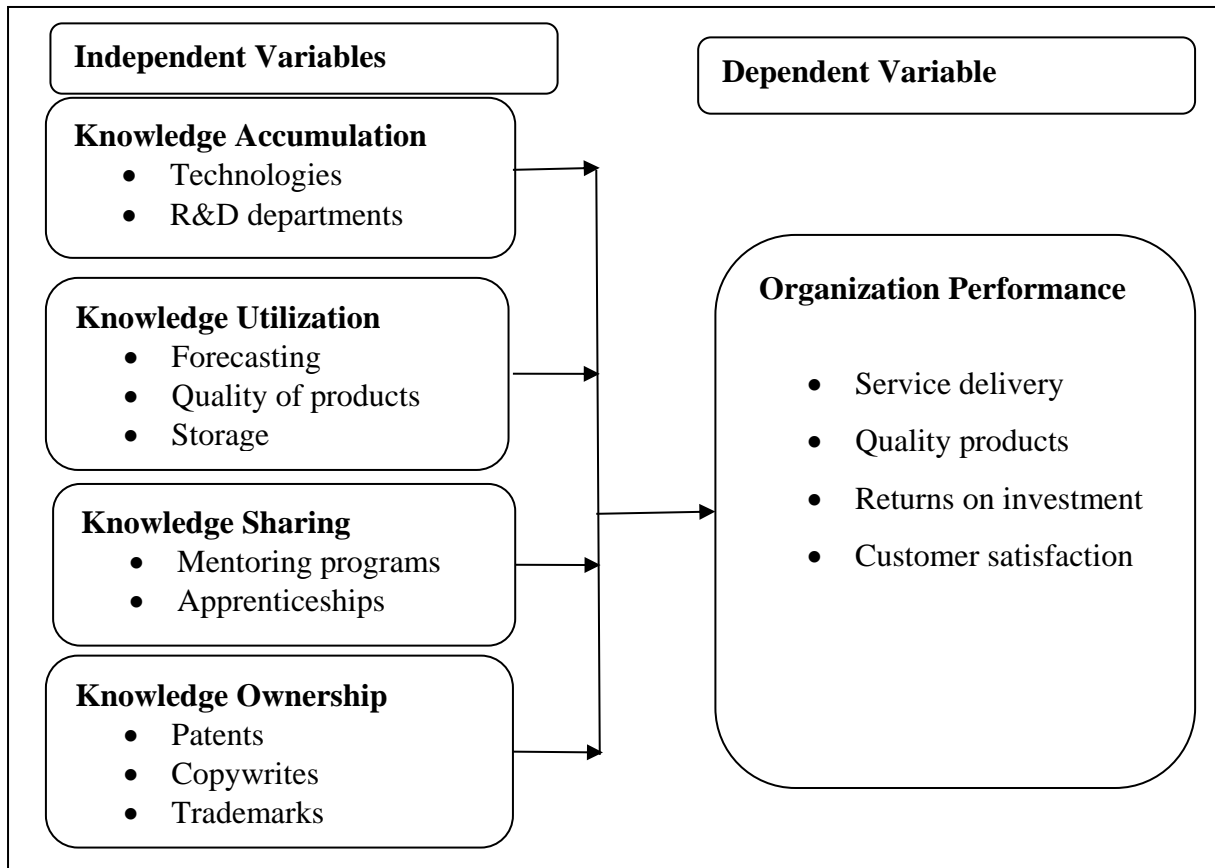 Independent Variables
Dependent Variable
Knowledge Accumulation
• Technologies
• R&D departments
Knowledge Utilization
• Forecasting
• Quality of products
• Storage
Knowledge Sharing
• Mentoring programs
• Apprenticeships
Knowledge Ownership
• Patents
• Copywrites
• Trademarks
Organization Performance
• Service delivery
• Quality products
• Returns on investment
• Customer satisfaction